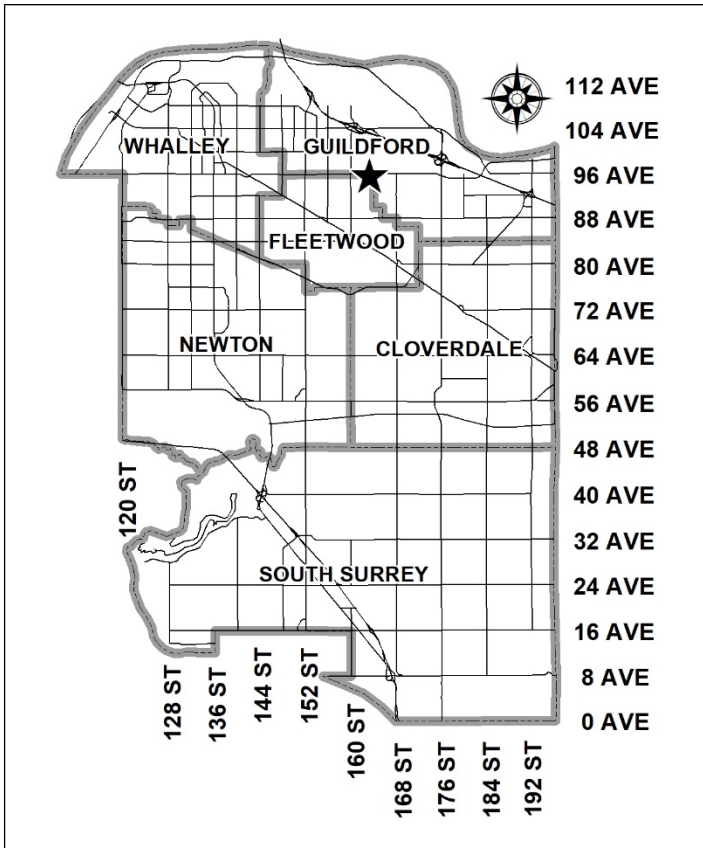 112 AVE
104 AVE
WHALLEY
GUILDFORD
96 AVE
88 AVE
FLEETWOOD
80 AVE
72 AVE
NEWTON
CLOVERDALE
64 AVE
56 AVE
48 AVE
120 ST
40 AVE
32 AVE
SOUTH SURREY
24 AVE
16 AVE
8 AVE
0 AVE
128 ST
136 ST
144 ST
152 ST
160 ST
168 ST
176 ST
184 ST
192 ST